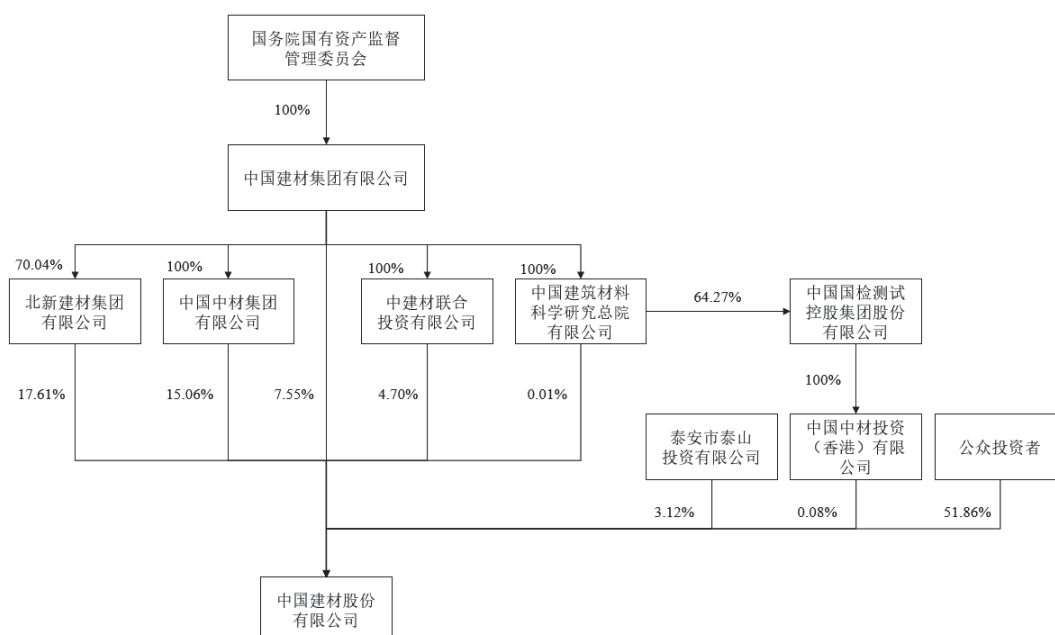 国务院国有资产监督
管理委员会
100%
中国建材集团有限公司
70.04%
100%
100%
100%
北新建材集团
有限公司
中国中材集团
有限公司
中建材联合
投资有限公司
中国建筑材料
科学研究总院
有限公司
64.27%
中国国检测试
控股集团股份
有限公司
17.61%
15.06%
7.55%
4.70%
0.01%
100%
泰安市泰山
投资有限公司
中国中材投资
（香港）有限
公司
公众投资者
3.12%
0.08%
51.86%
中国建材股份
有限公司